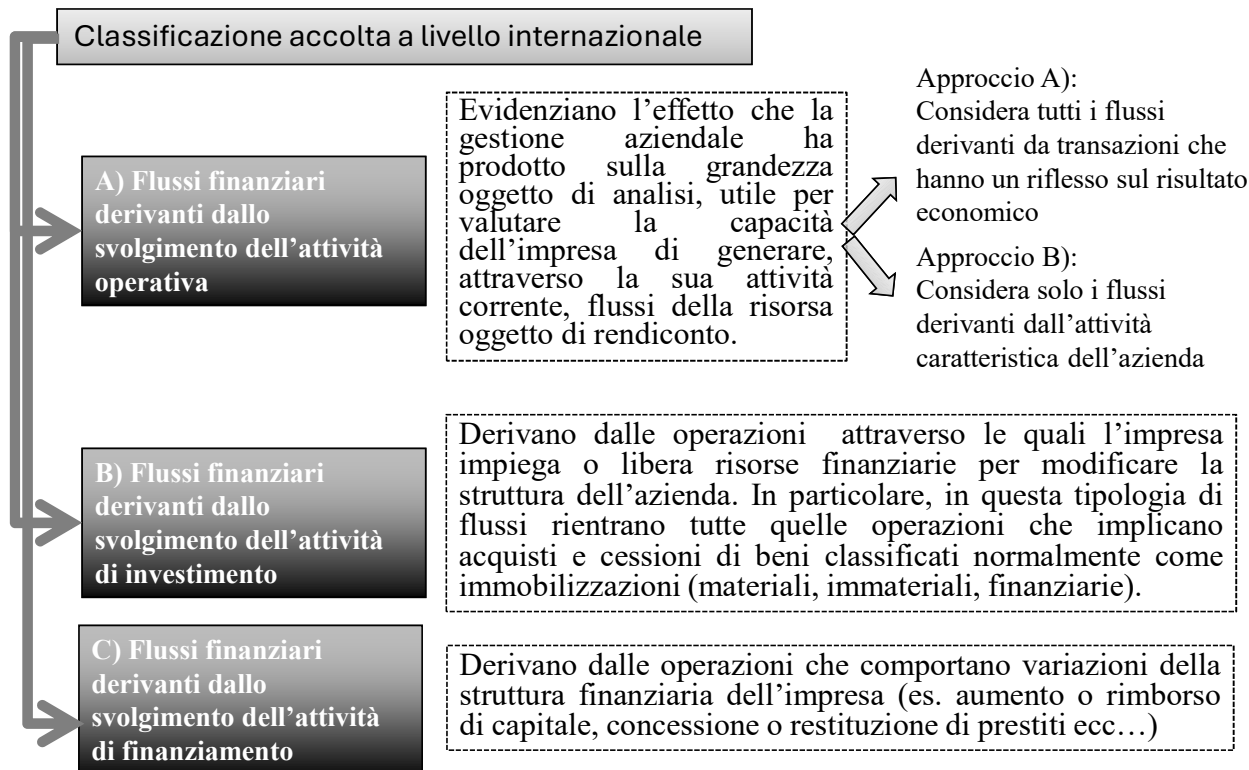 Classificazione accolta a livello internazionale
A) Flussi finanziari
derivanti dallo
svolgimento dell’attività
operativa
Evidenziano l’effetto che la
gestione aziendale ha
prodotto sulla grandezza
oggetto di analisi, utile per
valutare la capacità
dell’impresa di generare,
attraverso la sua attività
corrente, flussi della risorsa
oggetto di rendiconto.
Approccio A):
Considera tutti i flussi
derivanti da transazioni che
hanno un riflesso sul risultato
economico
Approccio B):
Considera solo i flussi
derivanti dall’attività
caratteristica dell’azienda
B) Flussi finanziari
derivanti dallo
svolgimento dell’attività
di investimento
Derivano dalle operazioni attraverso le quali l’impresa
impiega o libera risorse finanziarie per modificare la
struttura dell’azienda. In particolare, in questa tipologia di
flussi rientrano tutte quelle operazioni che implicano
acquisti e cessioni di beni classificati normalmente come
immobilizzazioni (materiali, immateriali, finanziarie).
C) Flussi finanziari
derivanti dallo
svolgimento dell’attività
di finanziamento
Derivano dalle operazioni che comportano variazioni della
struttura finanziaria dell’impresa (es. aumento o rimborso
di capitale, concessione o restituzione di prestiti ecc…)